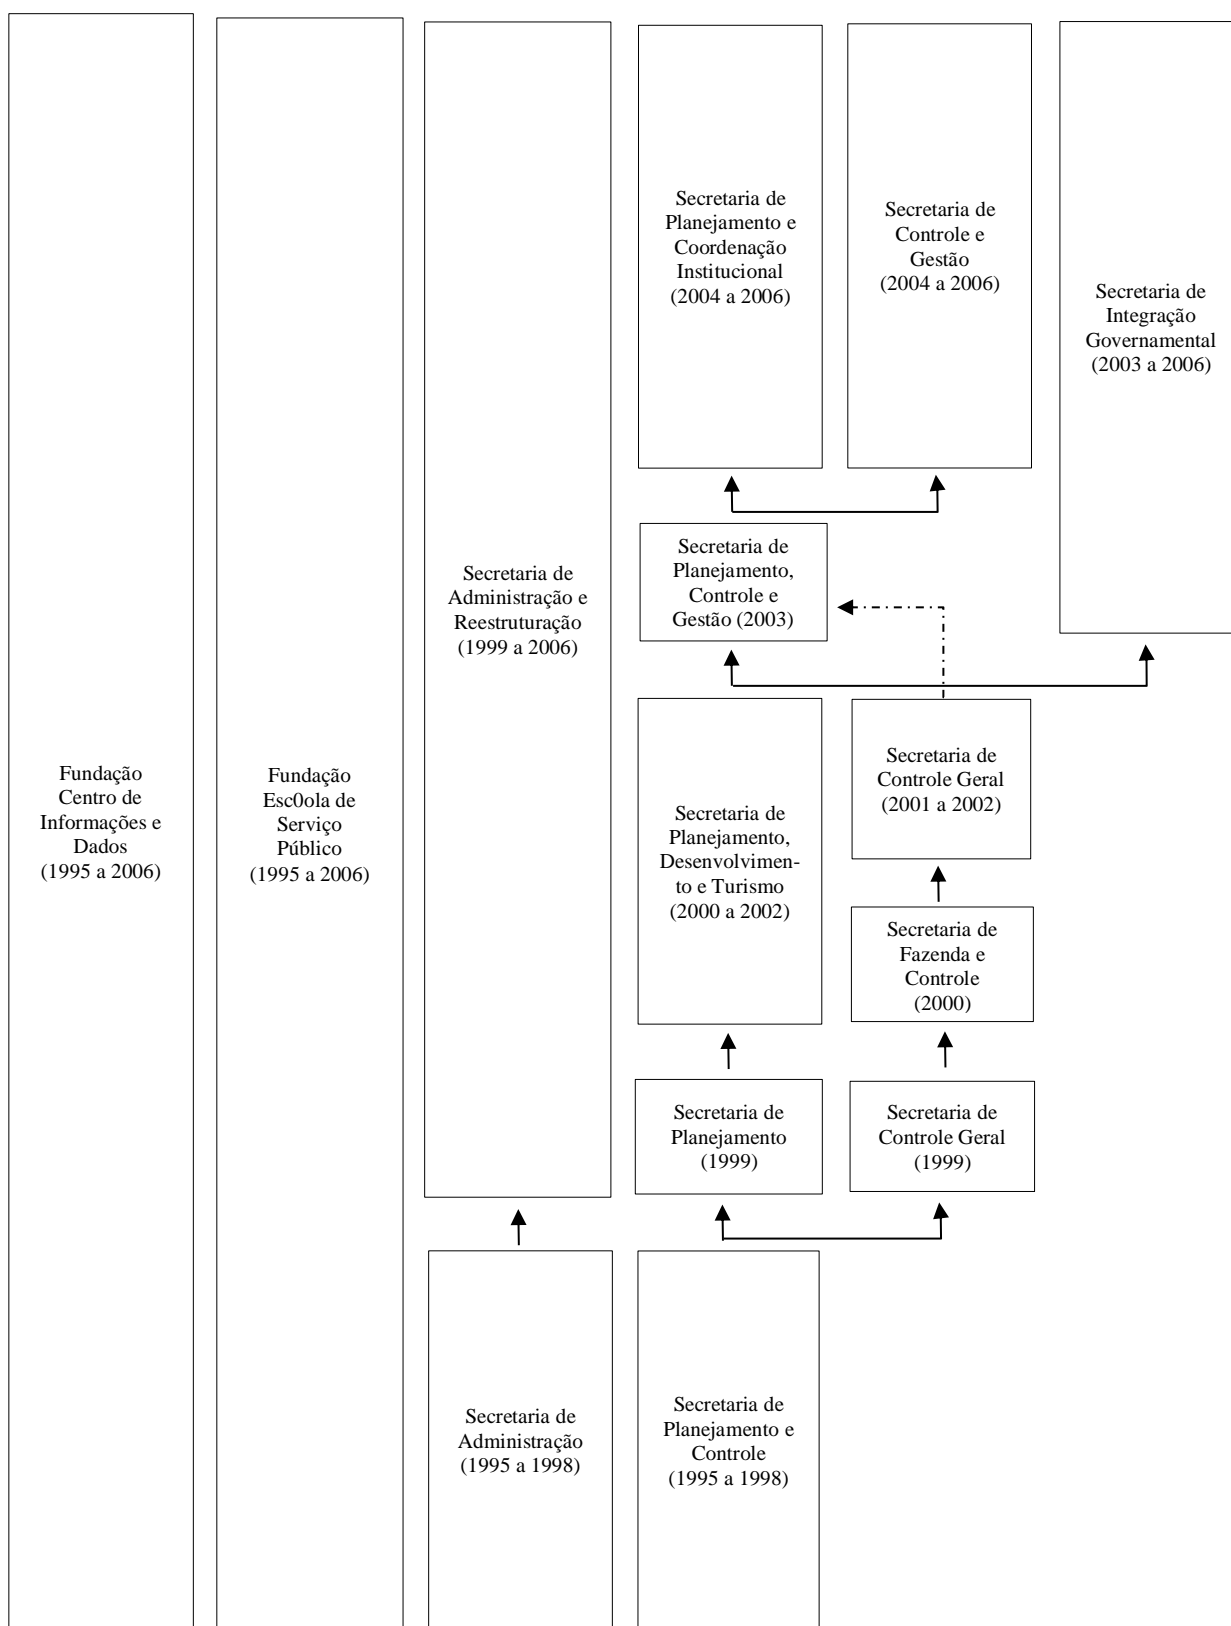 Secretaria de
Planejamento e
Coordenação
Institucional
(2004 a 2006)
Secretaria de
Controle e
Gestão
(2004 a 2006)
Secretaria de
Integração
Governamental
(2003 a 2006)
Secretaria de
Planejamento,
Controle e
Gestão (2003)
Secretaria de
Administração e
Reestruturação
(1999 a 2006)
Fundação
Centro de
Informações e
Dados
(1995 a 2006)
Fundação
Esc0ola de
Serviço
Público
(1995 a 2006)
Secretaria de
Planejamento,
Desenvolvimen-
to e Turismo
(2000 a 2002)
Secretaria de
Controle Geral
(2001 a 2002)
Secretaria de
Fazenda e
Controle
(2000)
Secretaria de
Planejamento
(1999)
Secretaria de
Controle Geral
(1999)
Secretaria de
Administração
(1995 a 1998)
Secretaria de
Planejamento e
Controle
(1995 a 1998)